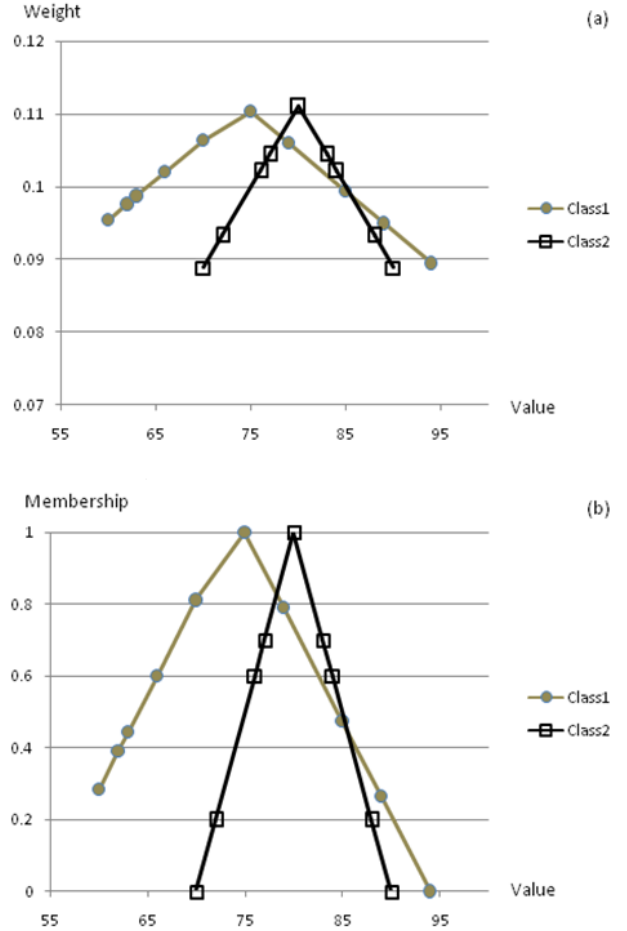 Weight
(a)
0.12
0.11
0.1
0.09
0.08
0.07
Class1
Class2
Value
55 65 75 85 95
Membership
(b)
1
0.8
0.6
0.4
0.2
0
Class1
Class2
Value
55 65 75 85 95